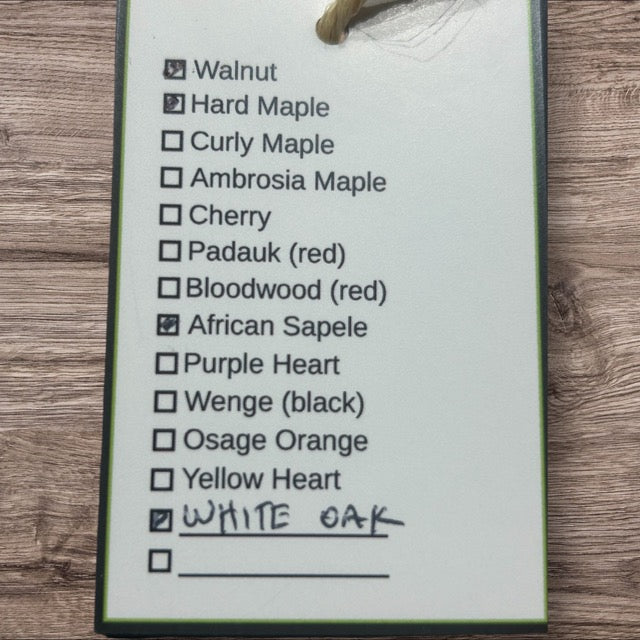 Walnut
Hard Maple
Curly Maple
Ambrosia Maple
Cherry
Padauk (red)
Bloodwood (red)
African Sapele
Purple Heart
Wenge (black)
Osage Orange
Yellow Heart
WHITE OAK